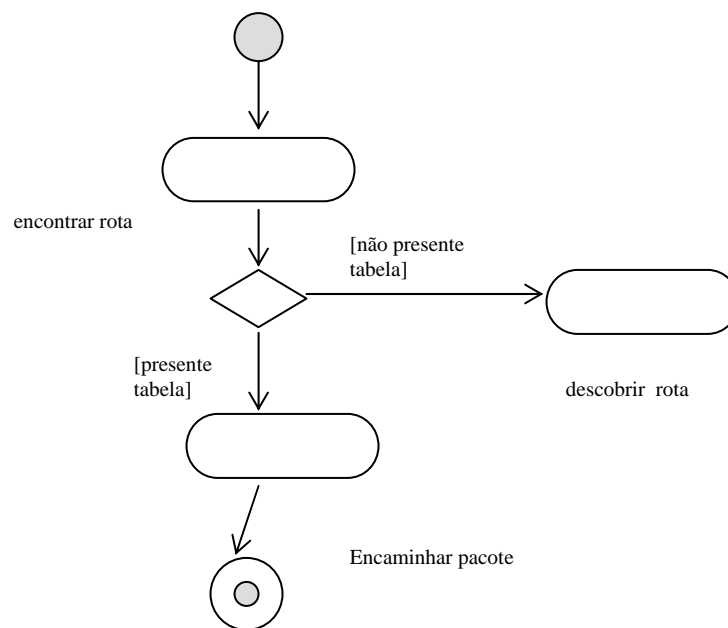 encontrar rota
[não presente
tabela]
[presente
tabela]
descobrir rota
Encaminhar pacote